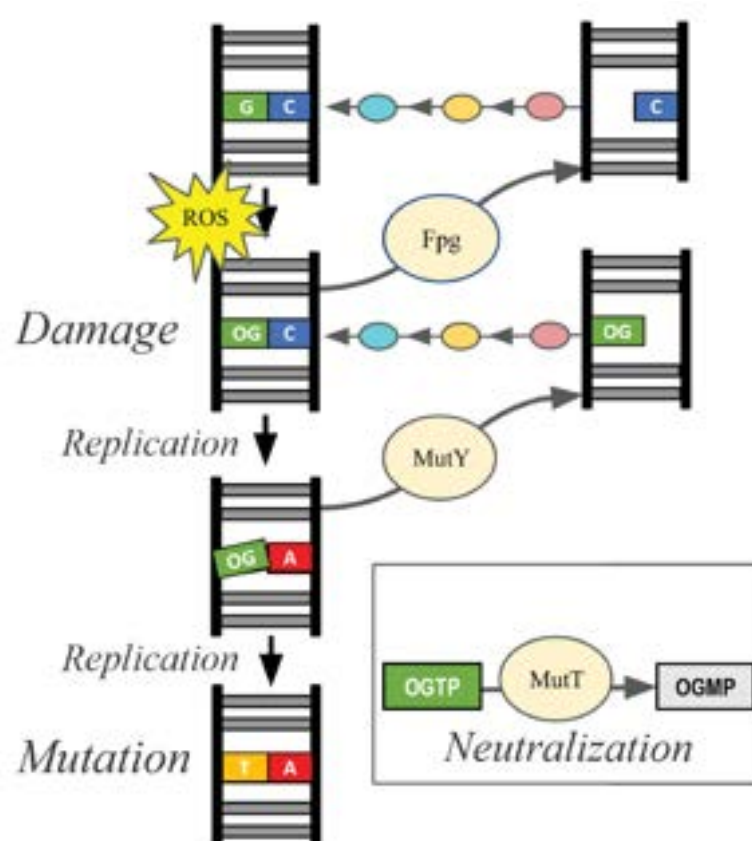 G C
C
ROS
Fpg
Damage
OG C
OG
Replication
MutY
OG A
Replication
OGTP
MutT
OGMP
Neutralization
Mutation
T A